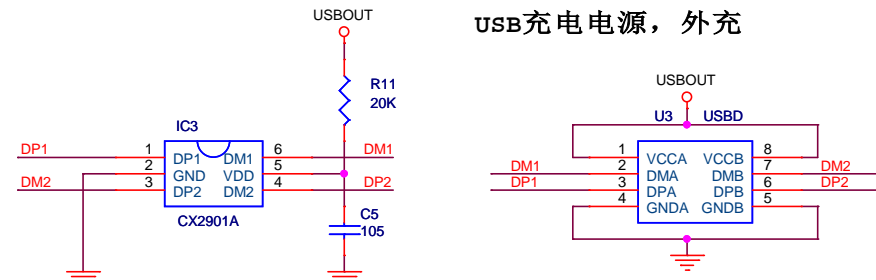 USBOUT
USB充电电源，外充
R11
20K
IC3
DP1 1 DP1 DM1 6 DM1
2 GND VDD 5
DM2 3 DP2 DM2 4 DP2
CX2901A
C5
105
USBOUT
U3 USBD
1 VCCA VCCB 8
DM1 2 DMA DMB 7 DM2
DP1 3 DPA DPB 6 DP2
4 GNDA GNDB 5